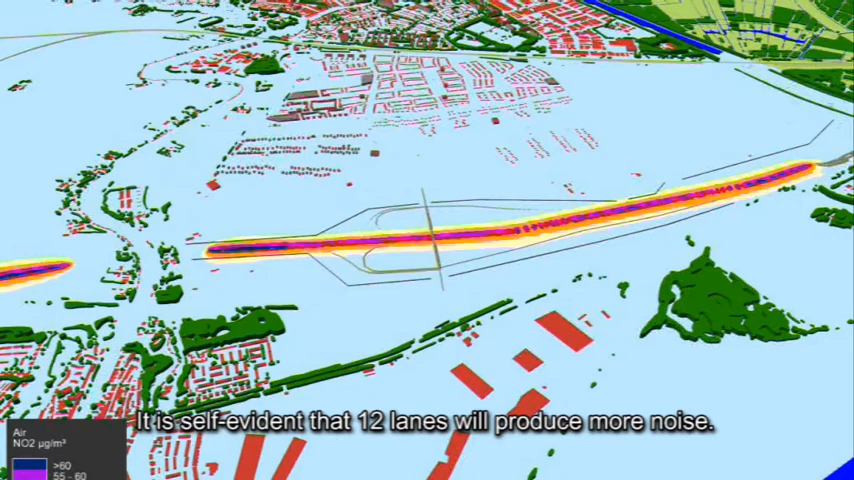 It is self-evident that 12 lanes will produce more noise.
Air
NO2 µg/m³
>60
55 - 60